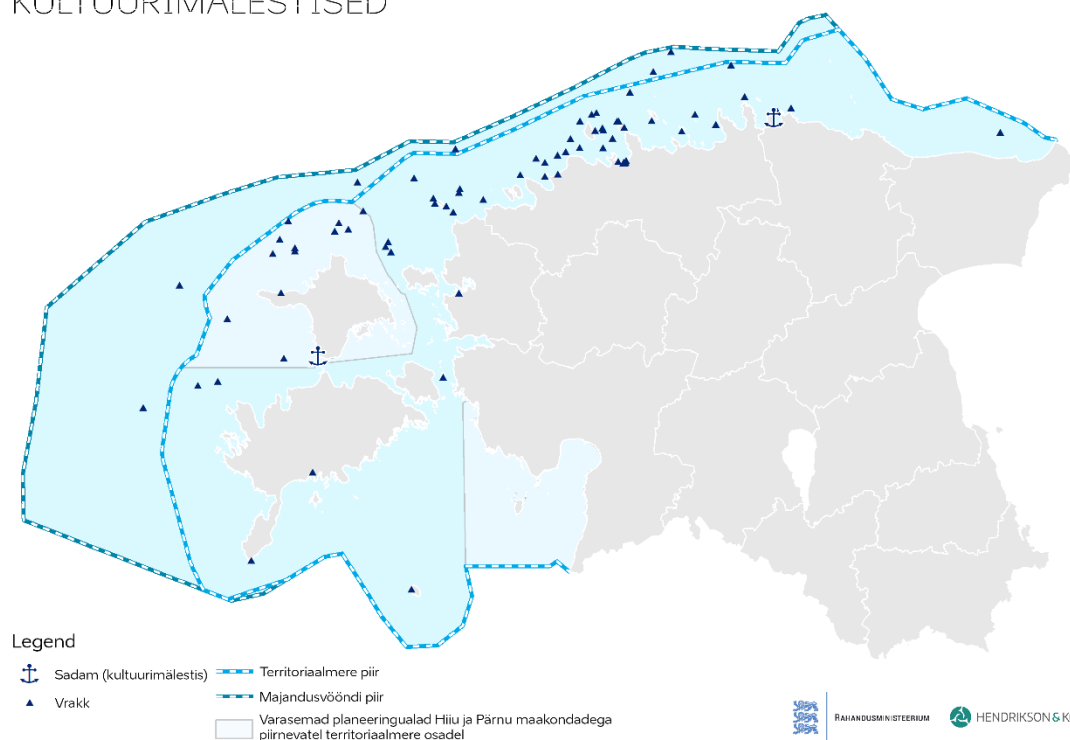 KULTUURIMÄLESTISED
Legend
Sadam (kultuurimälestis)
Vrakk
Territoriaalmere piir
Majandusvööndi piir
Varasemad planeeringualad Hiiu ja Pärnu maakondadega
piirnevatel territoriaalmere osadel
RAHANDUSMINISTEERIUM
HENDRIKSON & K